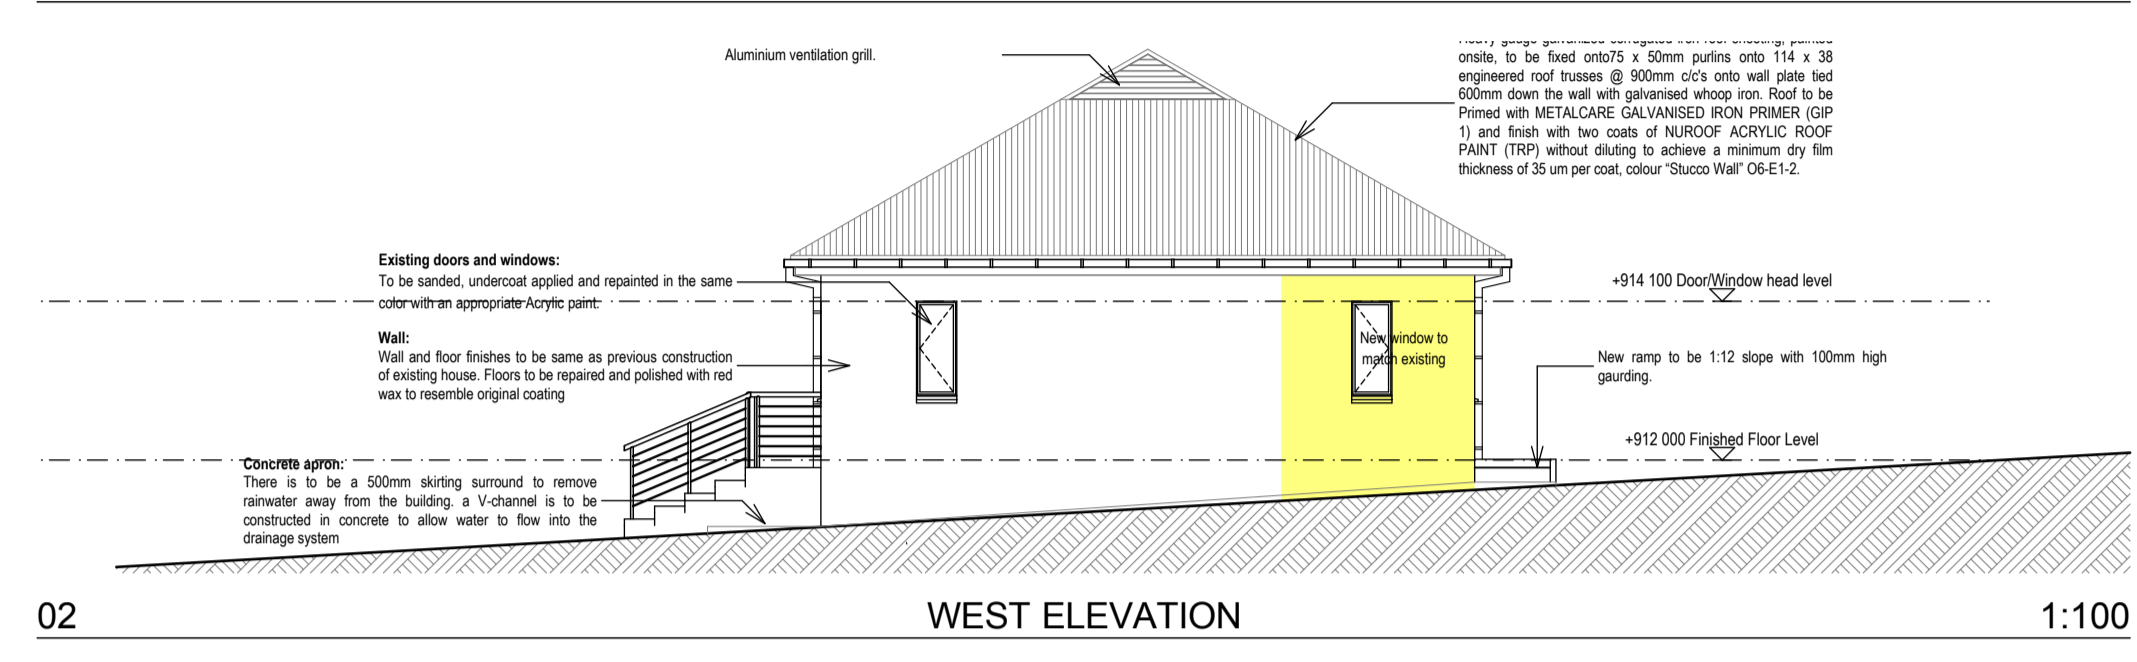 Aluminium ventilation grill.
Heavy gauge galvanized corrugated iron roof sheeting, painted
onsite, to be fixed onto75 x 50mm purlins onto 114 x 38
engineered roof trusses @ 900mm c/c's onto wall plate tied
600mm down the wall with galvanised whoop iron. Roof to be
Primed with METALCARE GALVANISED IRON PRIMER (GIP
1) and finish with two coats of NUROOF ACRYLIC ROOF
PAINT (TRP) without diluting to achieve a minimum dry film
thickness of 35 um per coat, colour “Stucco Wall” O6-E1-2.
Existing doors and windows:
To be sanded, undercoat applied and repainted in the same
color with an appropriate Acrylic paint.
+914 100 Door/Window head level
Wall:
Wall and floor finishes to be same as previous construction
of existing house. Floors to be repaired and polished with red
wax to resemble original coating
New window to
match existing
New ramp to be 1:12 slope with 100mm high
gaurding.
+912 000 Finished Floor Level
Concrete apron:
There is to be a 500mm skirting surround to remove
rainwater away from the building. a V-channel is to be
constructed in concrete to allow water to flow into the
drainage system
02
WEST ELEVATION
1:100